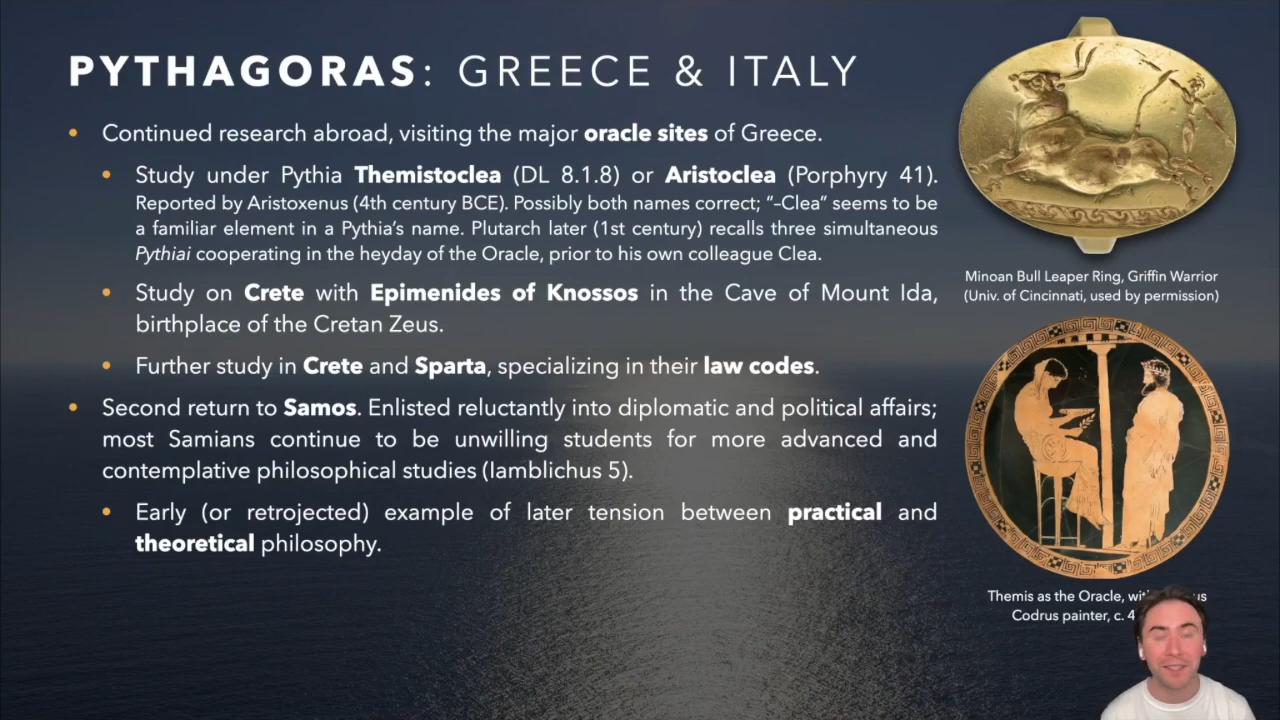 PYTHAGORAS: GREECE & ITALY
• Continued research abroad, visiting the major oracle sites of Greece.
• Study under Pythia Themistoclea (DL 8.1.8) or Aristoclea (Porphyry 41).
Reported by Aristoxenus (4th century BCE). Possibly both names correct; “–Clea” seems to be
a familiar element in a Pythia’s name. Plutarch later (1st century) recalls three simultaneous
Pythiai cooperating in the heyday of the Oracle, prior to his own colleague Clea.
• Study on Crete with Epimenides of Knossos in the Cave of Mount Ida,
birthplace of the Cretan Zeus.
• Further study in Crete and Sparta, specializing in their law codes.
• Second return to Samos. Enlisted reluctantly into diplomatic and political affairs;
most Samians continue to be unwilling students for more advanced and
contemplative philosophical studies (Iamblichus 5).
• Early (or retrojected) example of later tension between practical and
theoretical philosophy.
Minoan Bull Leaper Ring, Griffin Warrior
(Univ. of Cincinnati, used by permission)
Themis as the Oracle,
Codrus painter, c.